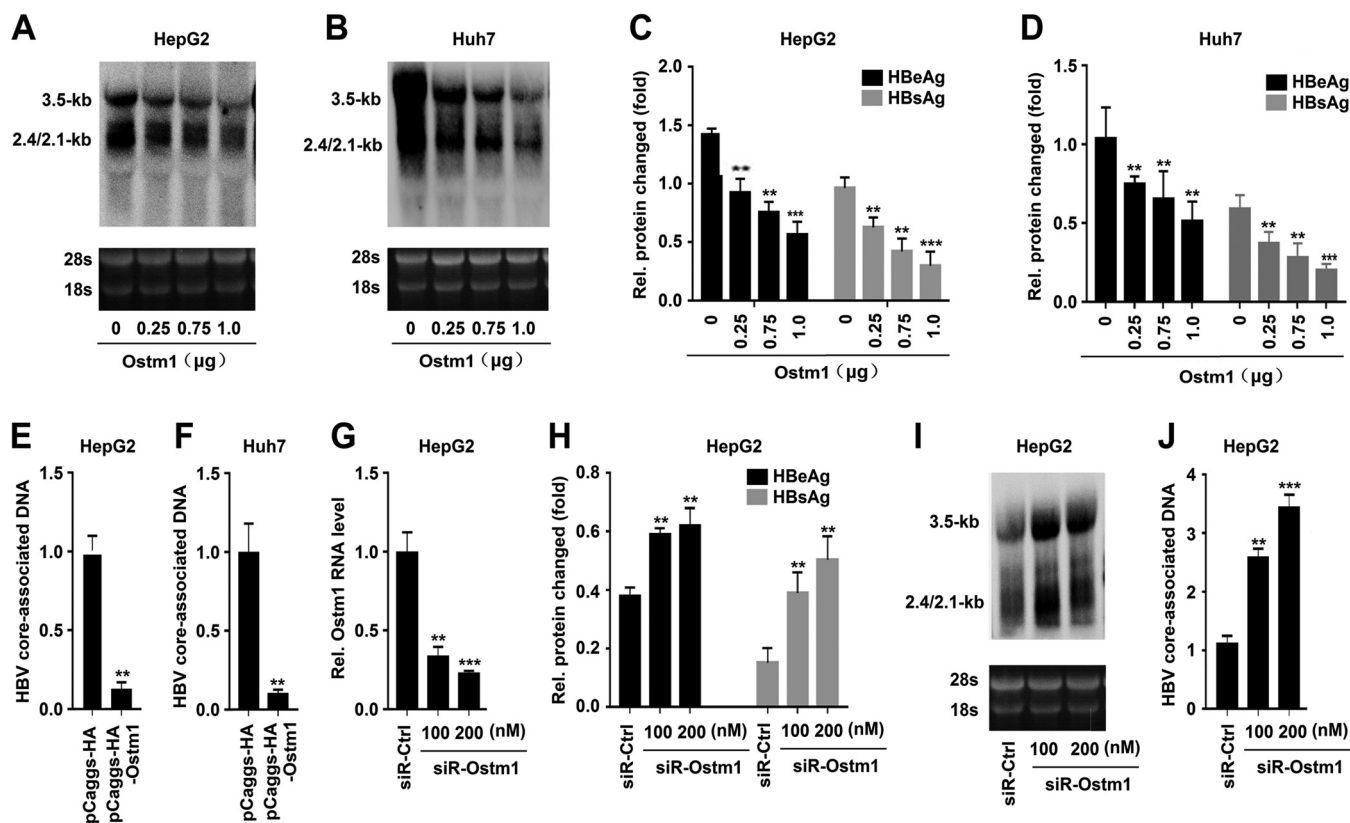 A
HepG2
3.5-kb
2.4/2.1-kb
28s
18s
0 0.25 0.75 1.0
Ostm1（μg）
B
Huh7
3.5-kb
2.4/2.1-kb
28s
18s
0 0.25 0.75 1.0
Ostm1（μg）
C
HepG2
Rel. protein changed (fold)
2.0
1.5
1.0
0.5
0.0
HBeAg
HBsAg
** ** ***
** ** ***
0 0.25 0.75 1.0 0 0.25 0.75 1.0
Ostm1（μg）
D
Huh7
Rel. protein changed (fold)
1.5
1.0
0.5
0.0
HBeAg
HBsAg
** ** **
** ** ***
0 0.25 0.75 1.0 0 0.25 0.75 1.0
Ostm1（μg）
E
HepG2
HBV core-associated DNA
1.5
1.0
0.5
0.0
**
pCaggs-HA
pCaggs-HA
-Ostm1
F
Huh7
HBV core-associated DNA
1.5
1.0
0.5
0.0
**
pCaggs-HA
pCaggs-HA
-Ostm1
G
HepG2
Rel. Ostm1 RNA level
1.5
1.0
0.5
0.0
** ***
siR-Ctrl
100 200 (nM)
siR-Ostm1
H
HepG2
Rel. protein changed (fold)
0.8
0.6
0.4
0.2
0.0
HBeAg
HBsAg
** **
** **
siR-Ctrl
100 200 (nM)
siR-Ostm1
siR-Ctrl
100 200 (nM)
siR-Ostm1
I
HepG2
3.5-kb
2.4/2.1-kb
28s
18s
siR-Ctrl
100 200 (nM)
siR-Ostm1
J
HepG2
HBV core-associated DNA
4
3
2
1
0
** ***
siR-Ctrl
100 200 (nM)
siR-Ostm1